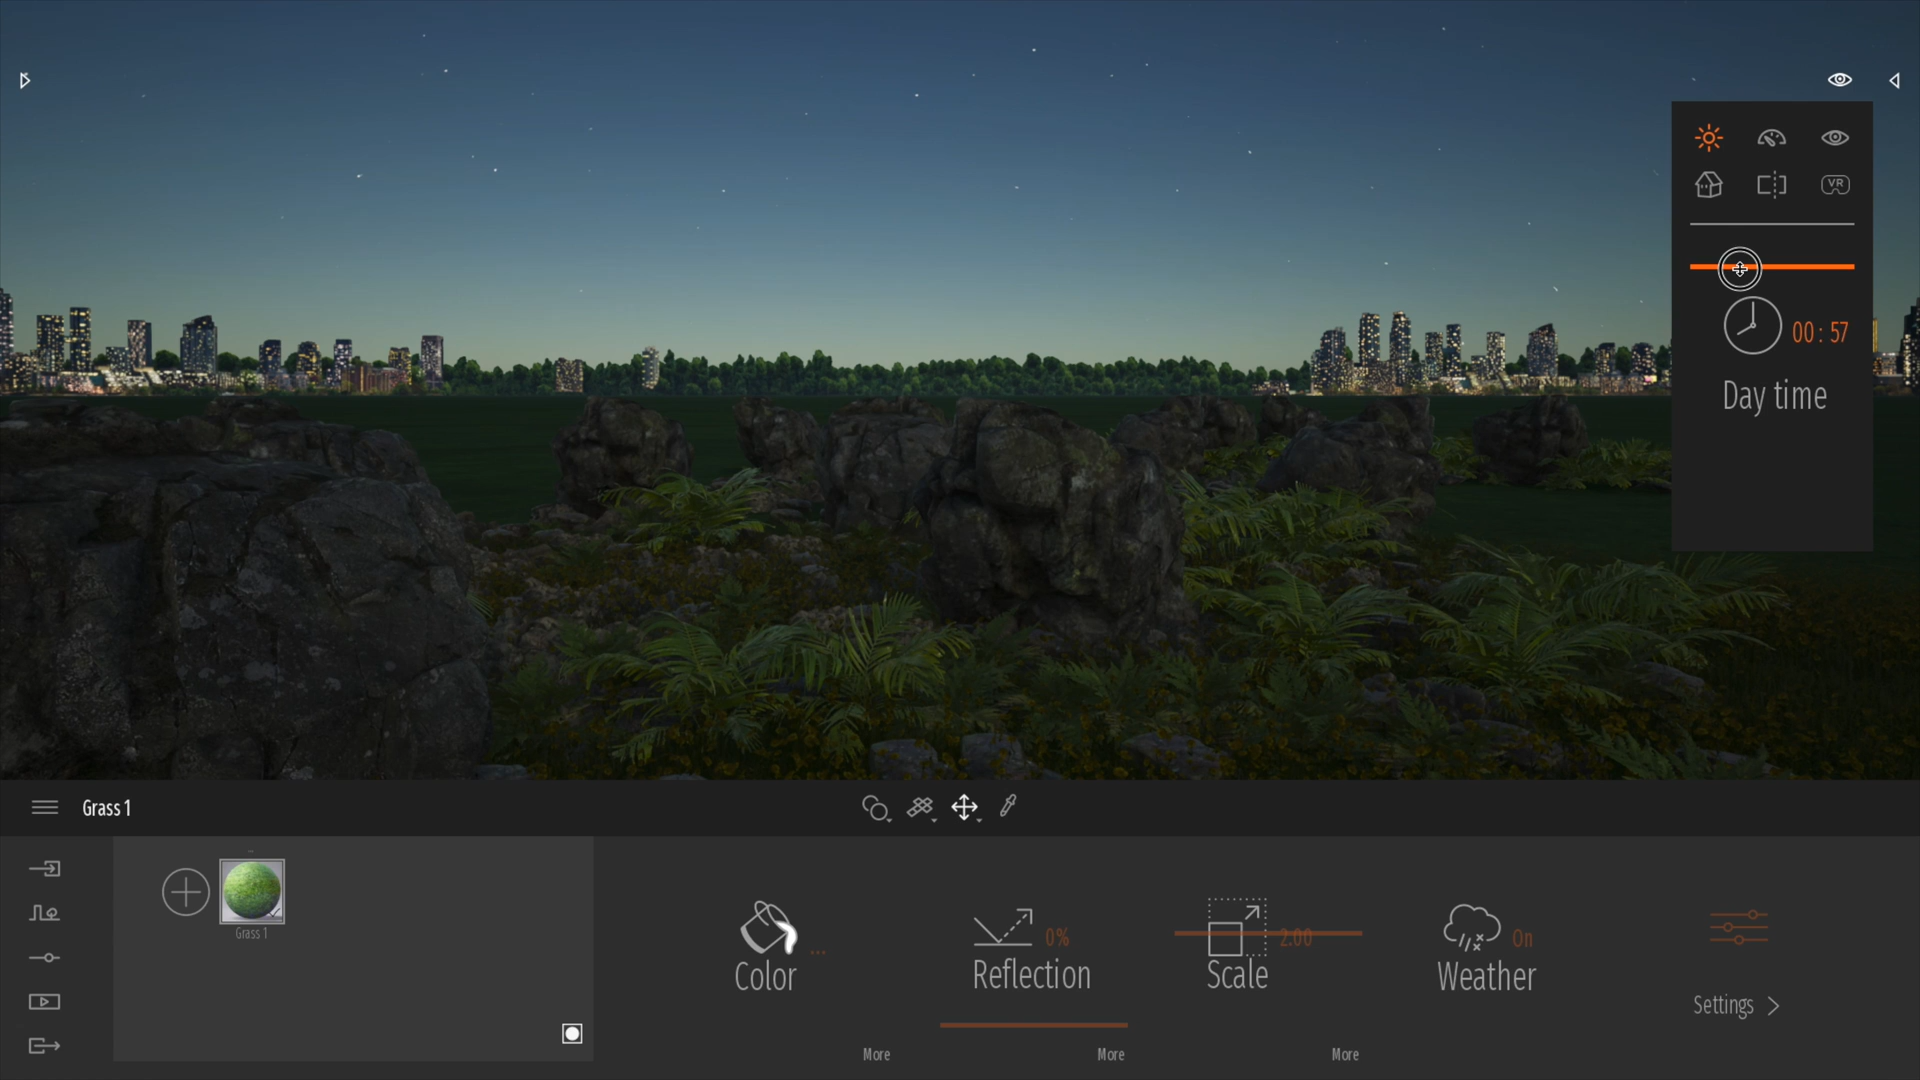 VR
00 : 57
Day time
Grass 1
Grass 1
...
Color
0%
Reflection
2.00
Scale
On
Weather
Settings
More
More
More